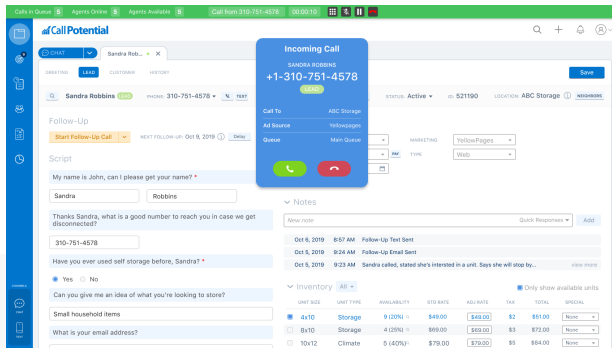 Calls in Queue 5 Agents Online 5 Agents Available 5 Call from 310-751-4578 00:00:10
Call Potential
CHAT Sandra Rob...
GREETING LEAD CUSTOMER HISTORY Save
Sandra Robbins LEAD PHONE: 310-751-4578 TEXT STATUS: Active ID: 521190 LOCATION: ABC Storage NEIGHBORS
Incoming Call
SANDRA ROBBINS
+1-310-751-4578
LEAD
Call To ABC Storage
Ad Source Yellowpages
Queue Main Queue
Follow-Up
Start Follow-Up Call NEXT FOLLOW-UP: Oct 9, 2019 Delay
MARKETING YellowPages
TYPE Web
Script
My name is John, can I please get your name? *
Sandra Robbins
Thanks Sandra, what is a good number to reach you in case we get
disconnected?
310-751-4578
Have you ever used self storage before, Sandra? *
Yes No
Can you give me an idea of what you're looking to store?
Small household items
What is your email address?
Notes
New note Quick Responses Add
Oct 6, 2019 8:57 AM Follow-Up Text Sent
Oct 5, 2019 9:24 AM Follow-Up Email Sent
Oct 5, 2019 9:23 AM Sandra called, stated she's intersted in a unit. Says she will stop by... view more
Inventory All Only show available units
UNIT SIZE UNIT TYPE AVAILABILITY STD RATE ADJ RATE TAX TOTAL SPECIAL
4x10 Storage 9 (20%) $49.00 $49.00 $2 $51.00 None
8x10 Storage 4 (25%) $69.00 $69.00 $3 $72.00 None
10x12 Climate 5 (40%) $79.00 $79.00 $5 $84.00 None
CHANNELS
CHAT
TEXT